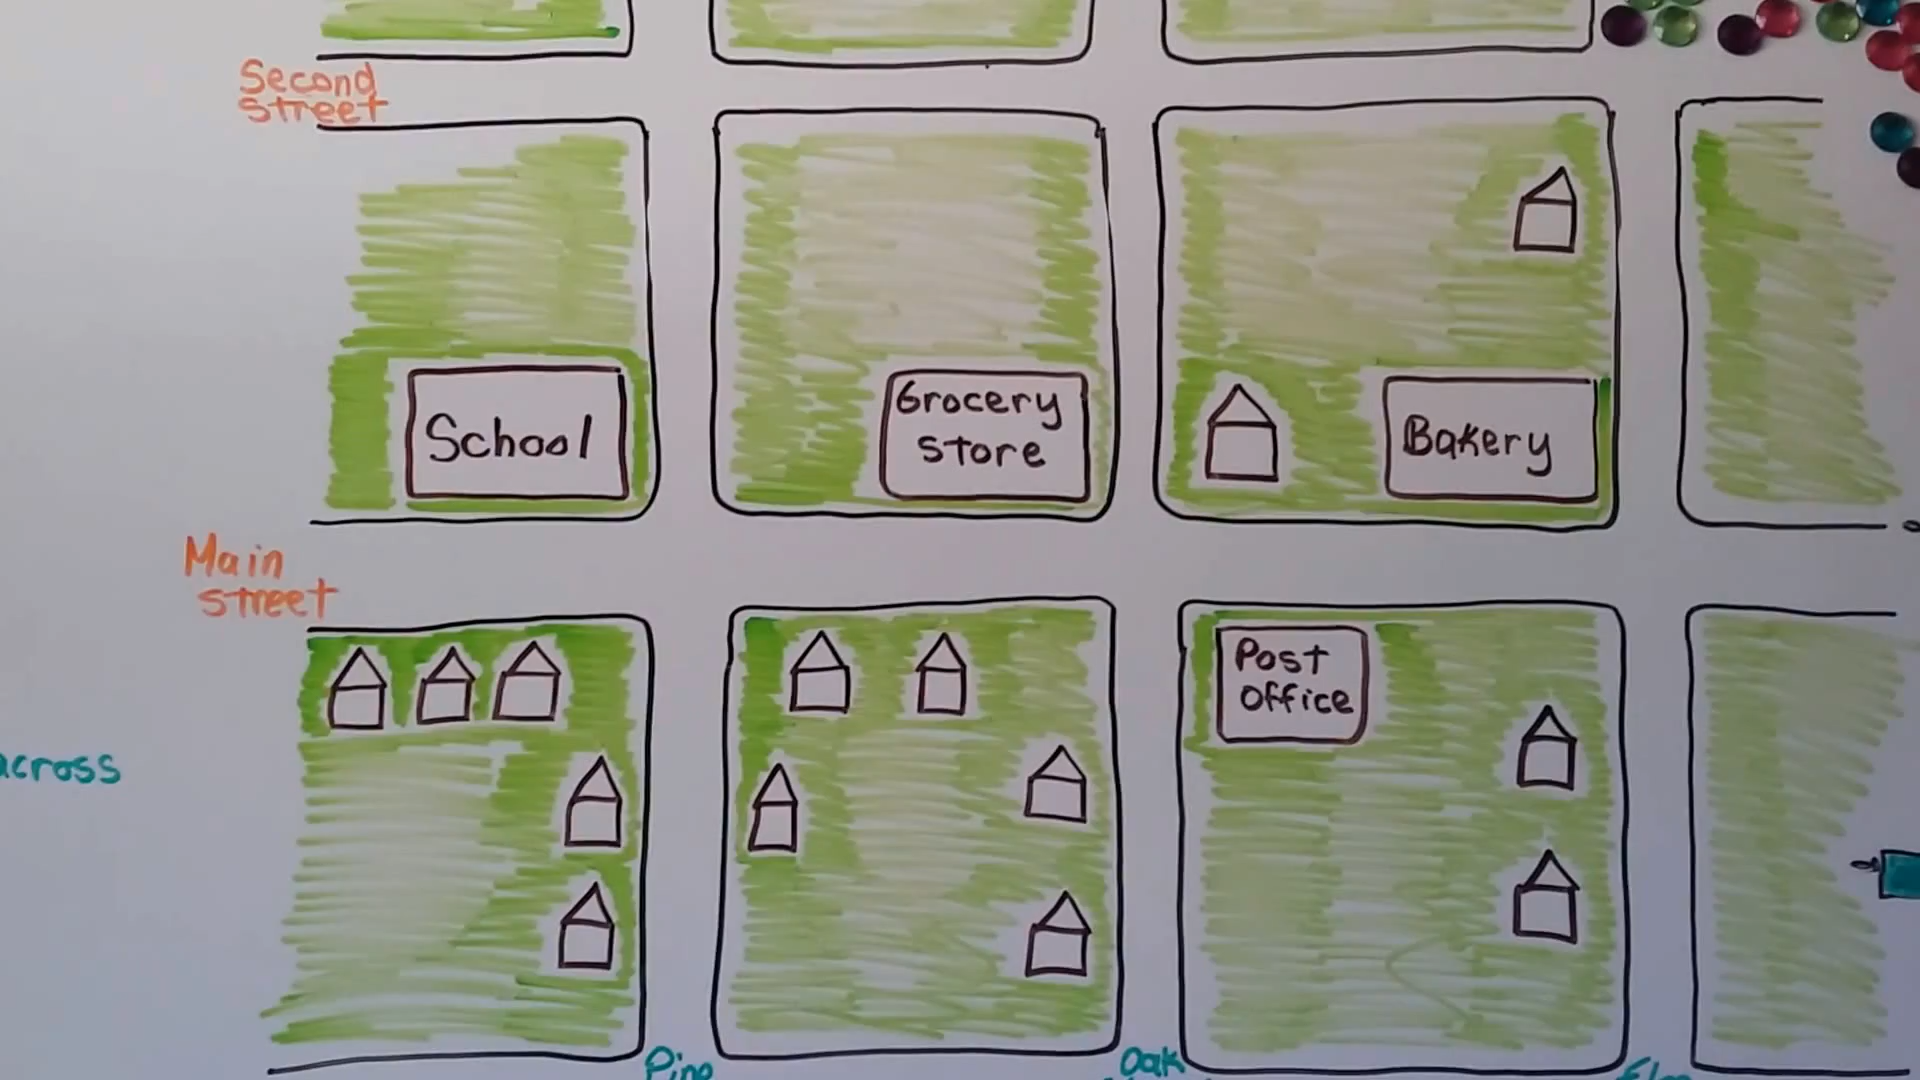 Second
street
School
Grocery
store
Bakery
Main
street
Post
office
across
Pine
Oak